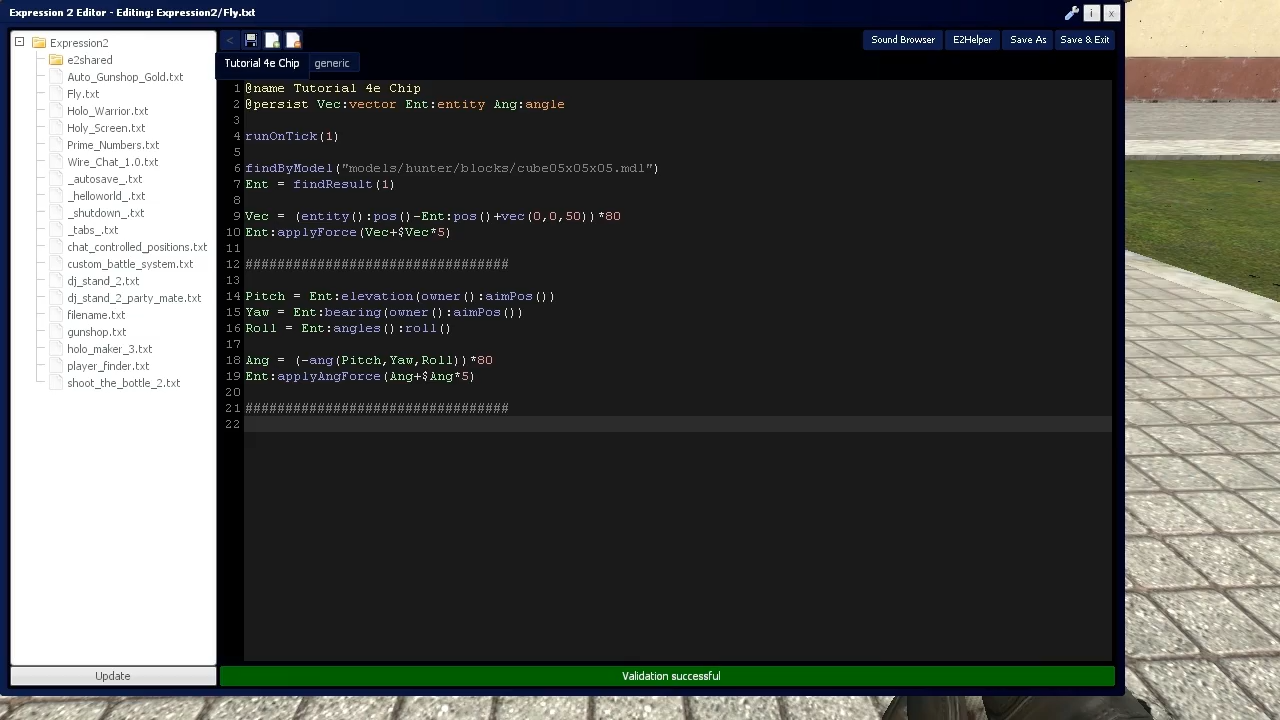 Expression 2 Editor - Editing: Expression2/Fly.txt
i
x
Expression2
e2shared
Auto_Gunshop_Gold.txt
Fly.txt
Holo_Warrior.txt
Holy_Screen.txt
Prime_Numbers.txt
Wire_Chat_1.0.txt
_autosave_.txt
_helloworld_.txt
_shutdown_.txt
_tabs_.txt
chat_controlled_positions.txt
custom_battle_system.txt
dj_stand_2.txt
dj_stand_2_party_mate.txt
filename.txt
gunshop.txt
holo_maker_3.txt
player_finder.txt
shoot_the_bottle_2.txt
Update
<
Sound Browser
E2Helper
Save As
Save & Exit
Tutorial 4e Chip
generic
1 @name Tutorial 4e Chip
2 @persist Vec:vector Ent:entity Ang:angle
3
4 runOnTick(1)
5
6 findByModel("models/hunter/blocks/cube05x05x05.mdl")
7 Ent = findResult(1)
8
9 Vec = (entity():pos()-Ent:pos()+vec(0,0,50))*80
10 Ent:applyForce(Vec+$Vec*5)
11
12 #################################
13
14 Pitch = Ent:elevation(owner():aimPos())
15 Yaw = Ent:bearing(owner():aimPos())
16 Roll = Ent:angles():roll()
17
18 Ang = (-ang(Pitch,Yaw,Roll))*80
19 Ent:applyAngForce(Ang+$Ang*5)
20
21 #################################
22
Validation successful